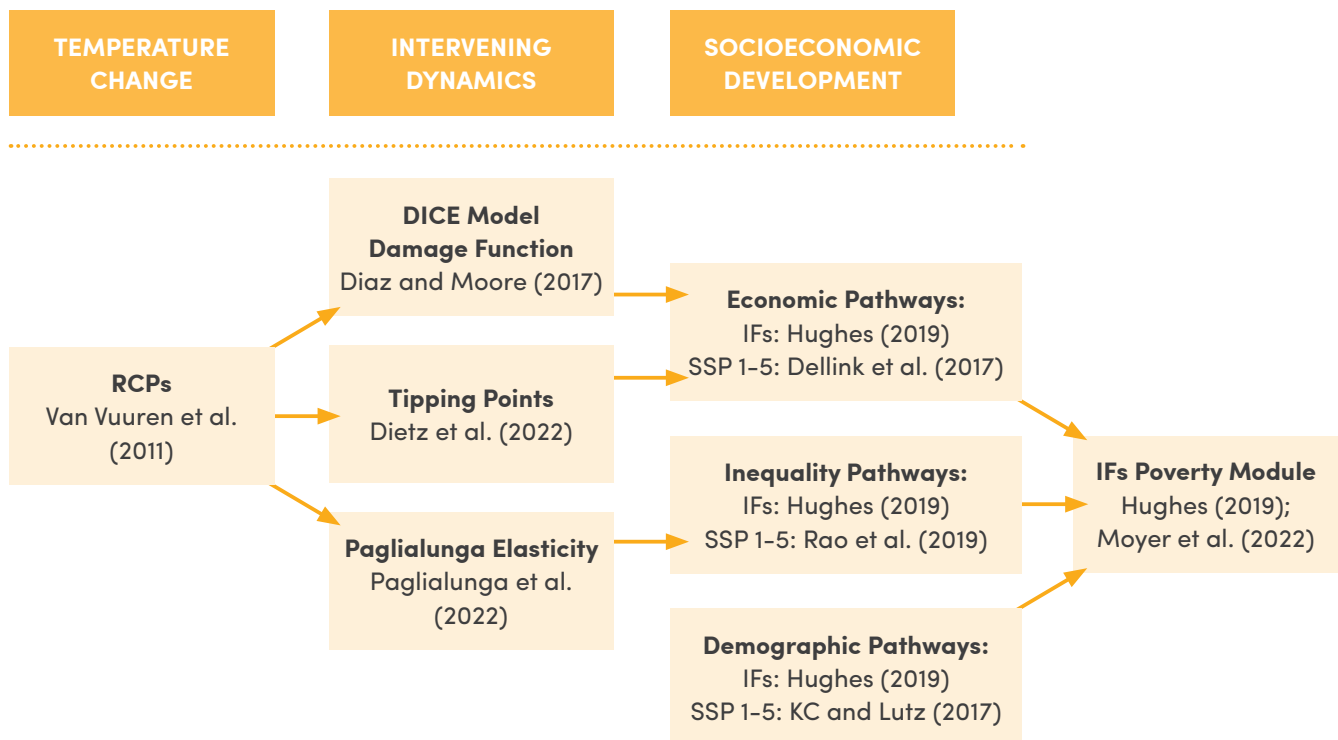 TEMPERATURE
CHANGE
INTERVENING
DYNAMICS
SOCIOECONOMIC
DEVELOPMENT
RCPs
Van Vuuren et al.
(2011)
DICE Model
Damage Function
Diaz and Moore (2017)
Tipping Points
Dietz et al. (2022)
Paglialunga Elasticity
Paglialunga et al.
(2022)
Economic Pathways:
IFs: Hughes (2019)
SSP 1-5: Dellink et al. (2017)
Inequality Pathways:
IFs: Hughes (2019)
SSP 1-5: Rao et al. (2019)
Demographic Pathways:
IFs: Hughes (2019)
SSP 1-5: KC and Lutz (2017)
IFs Poverty Module
Hughes (2019);
Moyer et al. (2022)